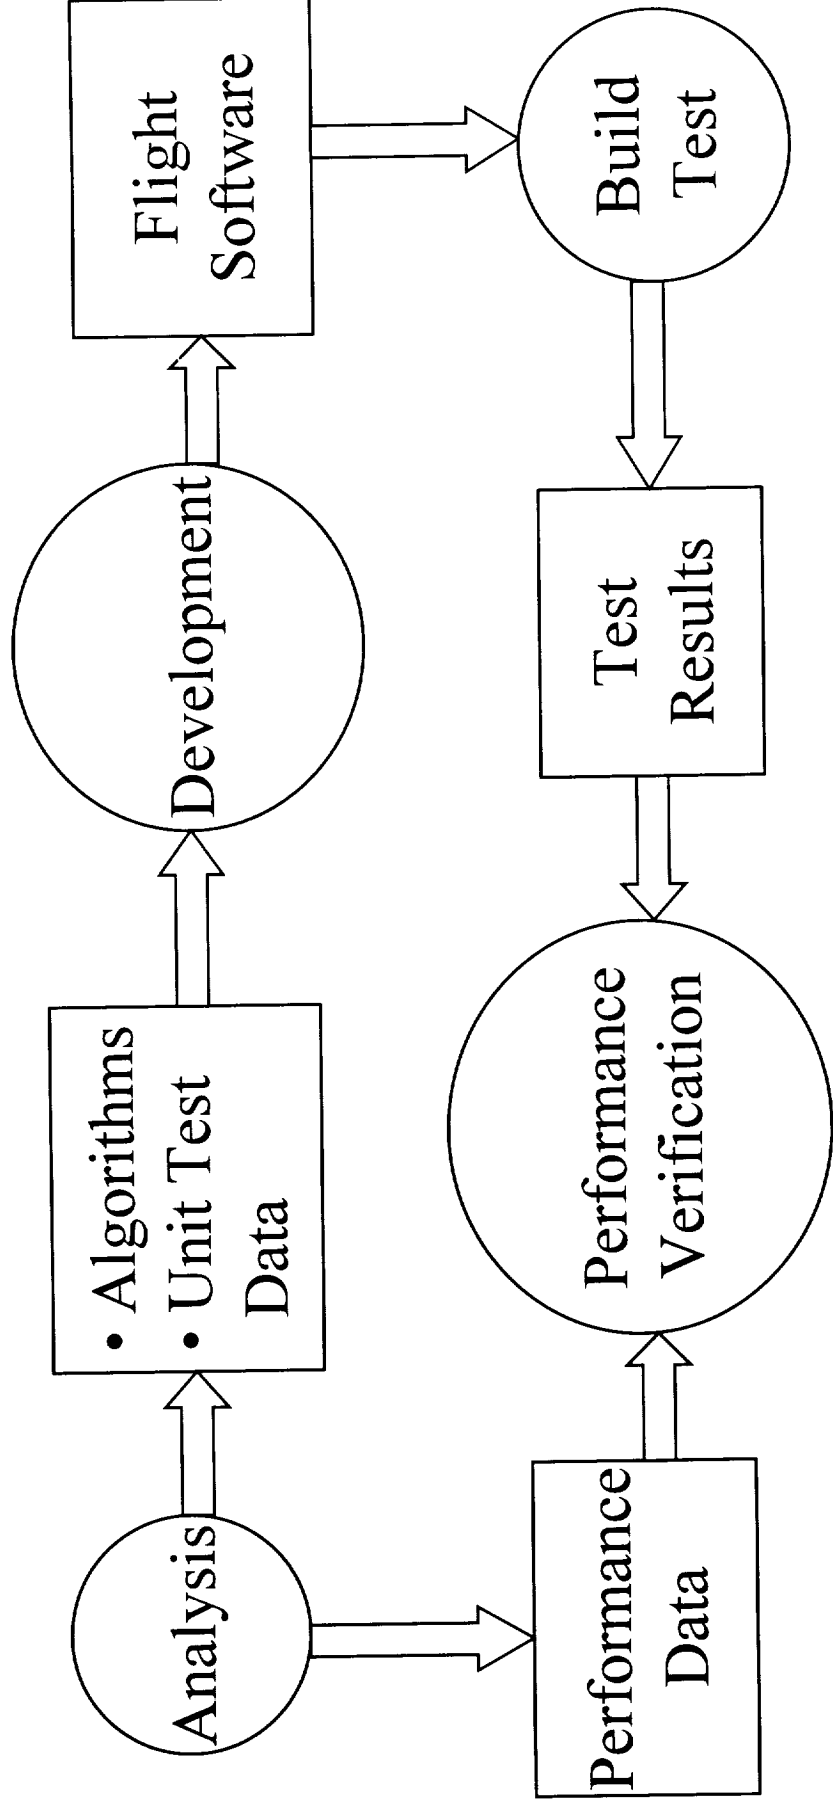 Analysis
• Algorithms
• Unit Test
Data
Development
Flight
Software
Performance
Data
Performance
Verification
Test
Results
Build
Test